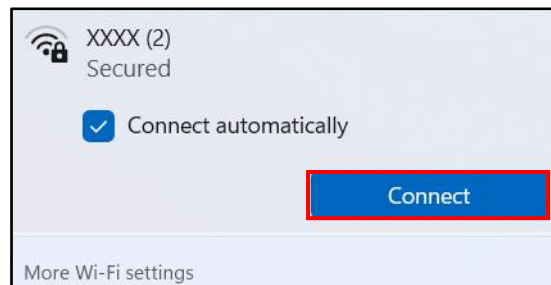 XXXX (2)
Secured
Connect automatically
Connect
More Wi-Fi settings